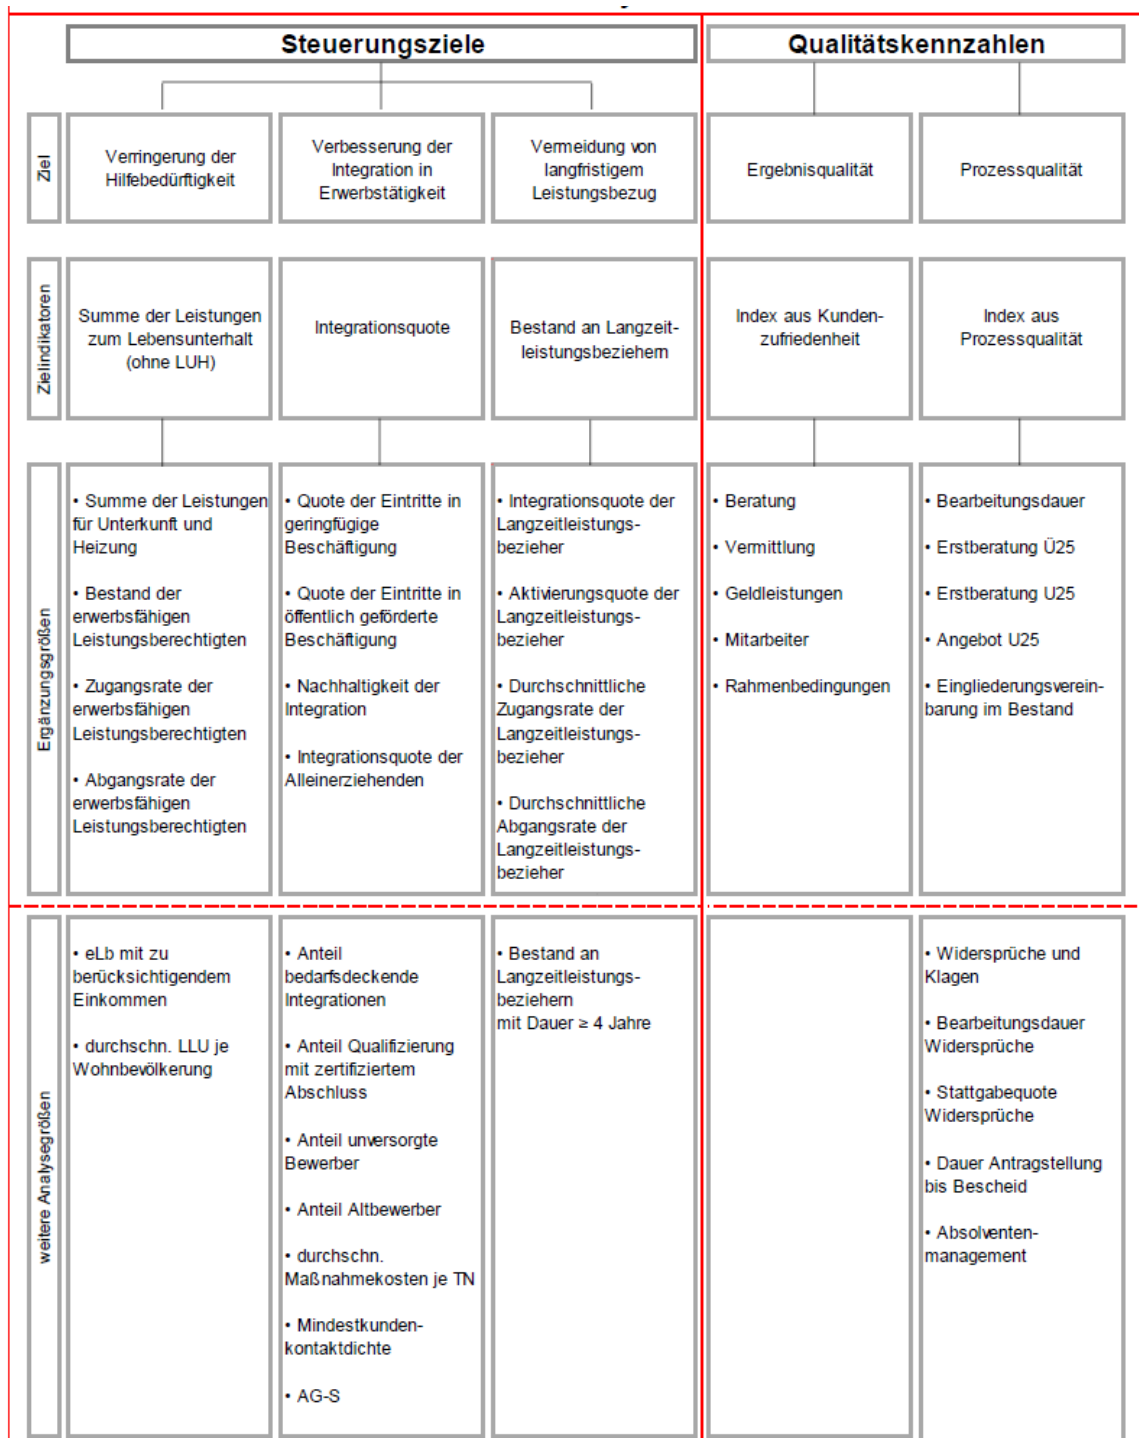 Steuerungsziele
Qualitätskennzahlen
Ziel
Verringerung der
Hilfebedürftigkeit
Verbesserung der
Integration in
Erwerbstätigkeit
Vermeidung von
langfristigem
Leistungsbezug
Ergebnisqualität
Prozessqualität
Zielindikatoren
Summe der Leistungen
zum Lebensunterhalt
(ohne LUH)
Integrationsquote
Bestand an Langzeit-
leistungsbeziehern
Index aus Kunden-
zufriedenheit
Index aus
Prozessqualität
Ergänzungsgrößen
• Summe der Leistungen
für Unterkunft und
Heizung
• Bestand der
erwerbsfähigen
Leistungsberechtigten
• Zugangsrate der
erwerbsfähigen
Leistungsberechtigten
• Abgangsrate der
erwerbsfähigen
Leistungsberechtigten
• Quote der Eintritte in
geringfügige
Beschäftigung
• Quote der Eintritte in
öffentlich geförderte
Beschäftigung
• Nachhaltigkeit der
Integration
• Integrationsquote der
Alleinerziehenden
• Integrationsquote der
Langzeitleistungs-
bezieher
• Aktivierungsquote der
Langzeitleistungs-
bezieher
• Durchschnittliche
Zugangsrate der
Langzeitleistungs-
bezieher
• Durchschnittliche
Abgangsrate der
Langzeitleistungs-
bezieher
• Beratung
• Vermittlung
• Geldleistungen
• Mitarbeiter
• Rahmenbedingungen
• Bearbeitungsdauer
• Erstberatung Ü25
• Erstberatung U25
• Angebot U25
• Eingliederungsverein-
barung im Bestand
weitere Analysegrößen
• eLb mit zu
berücksichtigendem
Einkommen
• durchschn. LLU je
Wohnbevölkerung
• Anteil
bedarfsdeckende
Integrationen
• Anteil Qualifizierung
mit zertifiziertem
Abschluss
• Anteil unversorgte
Bewerber
• Anteil Altbewerber
• durchschn.
Maßnahmekosten je TN
• Mindestkunden-
kontaktdichte
• AG-S
• Bestand an
Langzeitleistungs-
beziehern
mit Dauer ≥ 4 Jahre
• Widersprüche und
Klagen
• Bearbeitungsdauer
Widersprüche
• Stattgabequote
Widersprüche
• Dauer Antragstellung
bis Bescheid
• Absolventen-
management